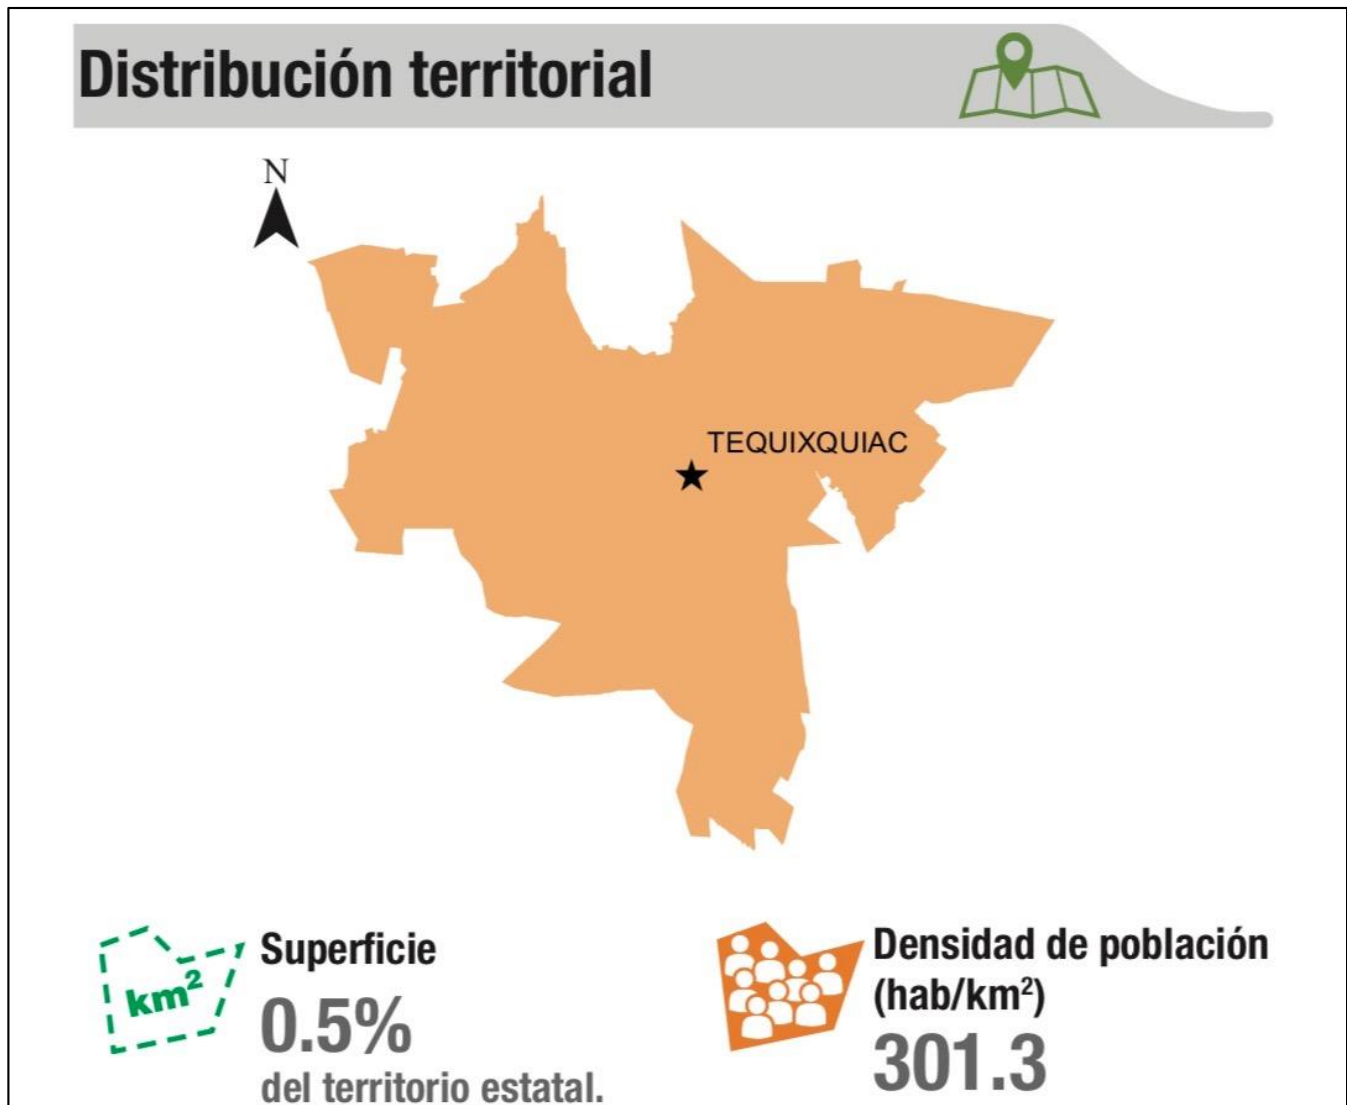 Distribución territorial
N
TEQUIXQUIAC
km²
Superficie
0.5%
del territorio estatal.
Densidad de población
(hab/km²)
301.3